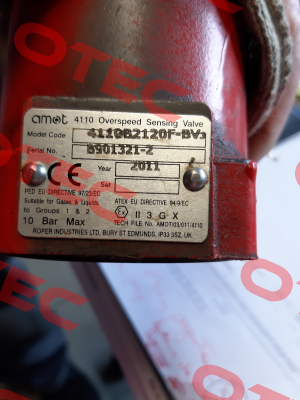 OTEC
amot 4110 Overspeed Sensing Valve
Model Code 4110B2120F-BV
Serial No. B901321-2
Year 2011
CE Set
PED EU DIRECTIVE 97/23/EC
Suitable for Gases & Liquids
to Groups 1 & 2
10 Bar Max
ATEX EU DIRECTIVE 94/9/EC
Ex II 3 G X
TECH FILE No. AMOT/03/011/4110
ROPER INDUSTRIES LTD, BURY ST EDMUNDS, IP33 3SZ, UK
OTEC